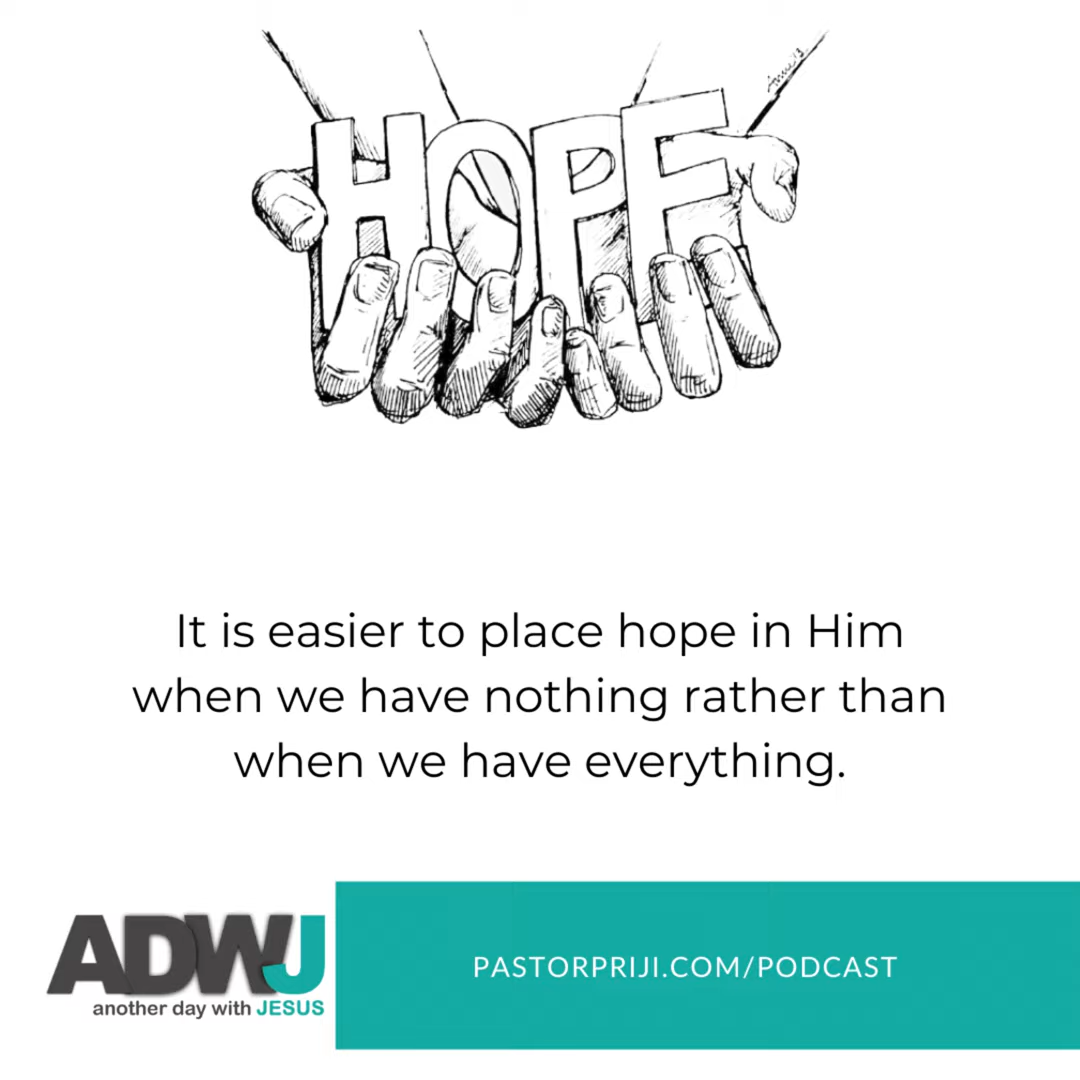 HOPE
It is easier to place hope in Him
when we have nothing rather than
when we have everything.
ADWJ
another day with JESUS
PASTORPRIJI.COM/PODCAST